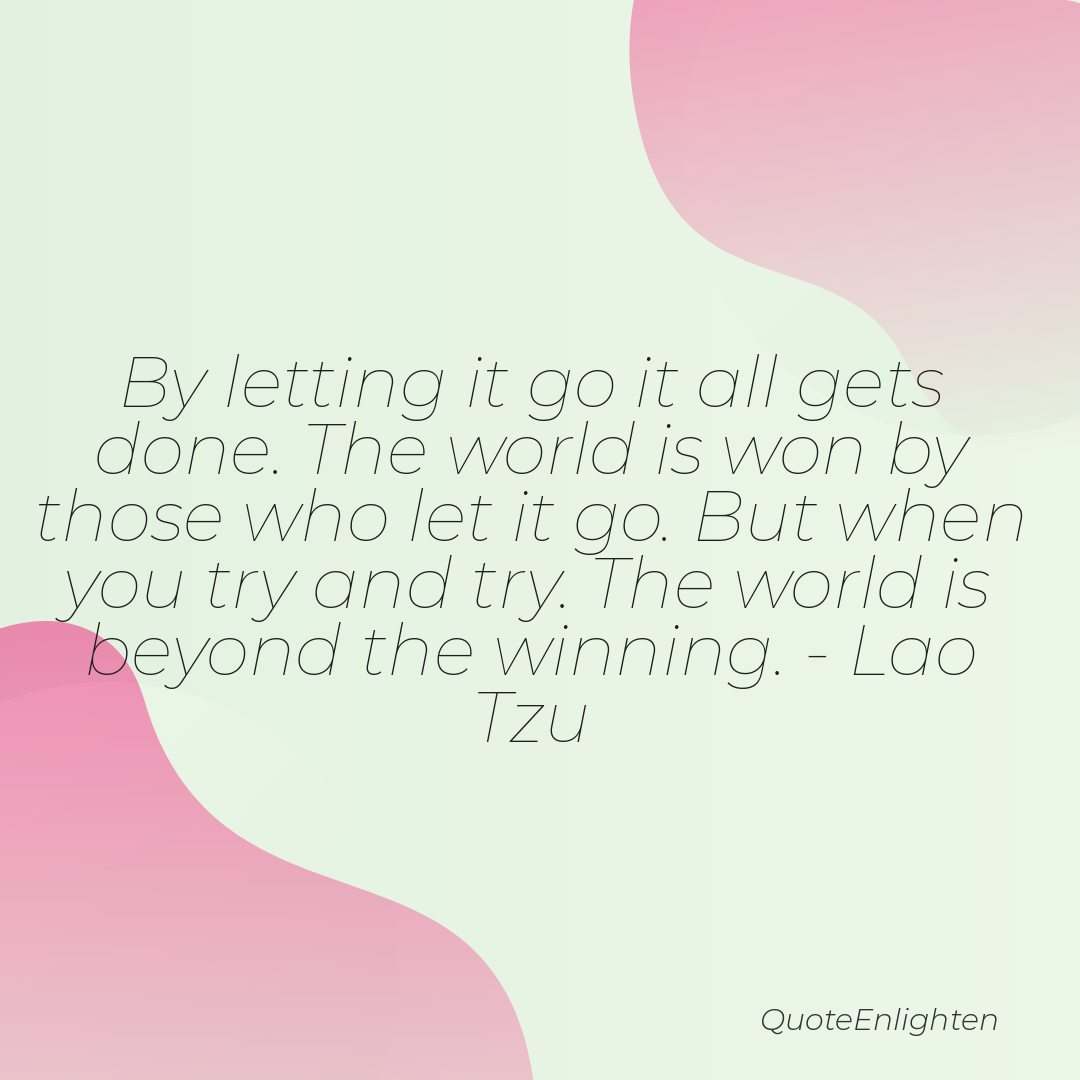 By letting it go it all gets
done. The world is won by
those who let it go. But when
you try and try. The world is
beyond the winning. - Lao
Tzu
QuoteEnlighten